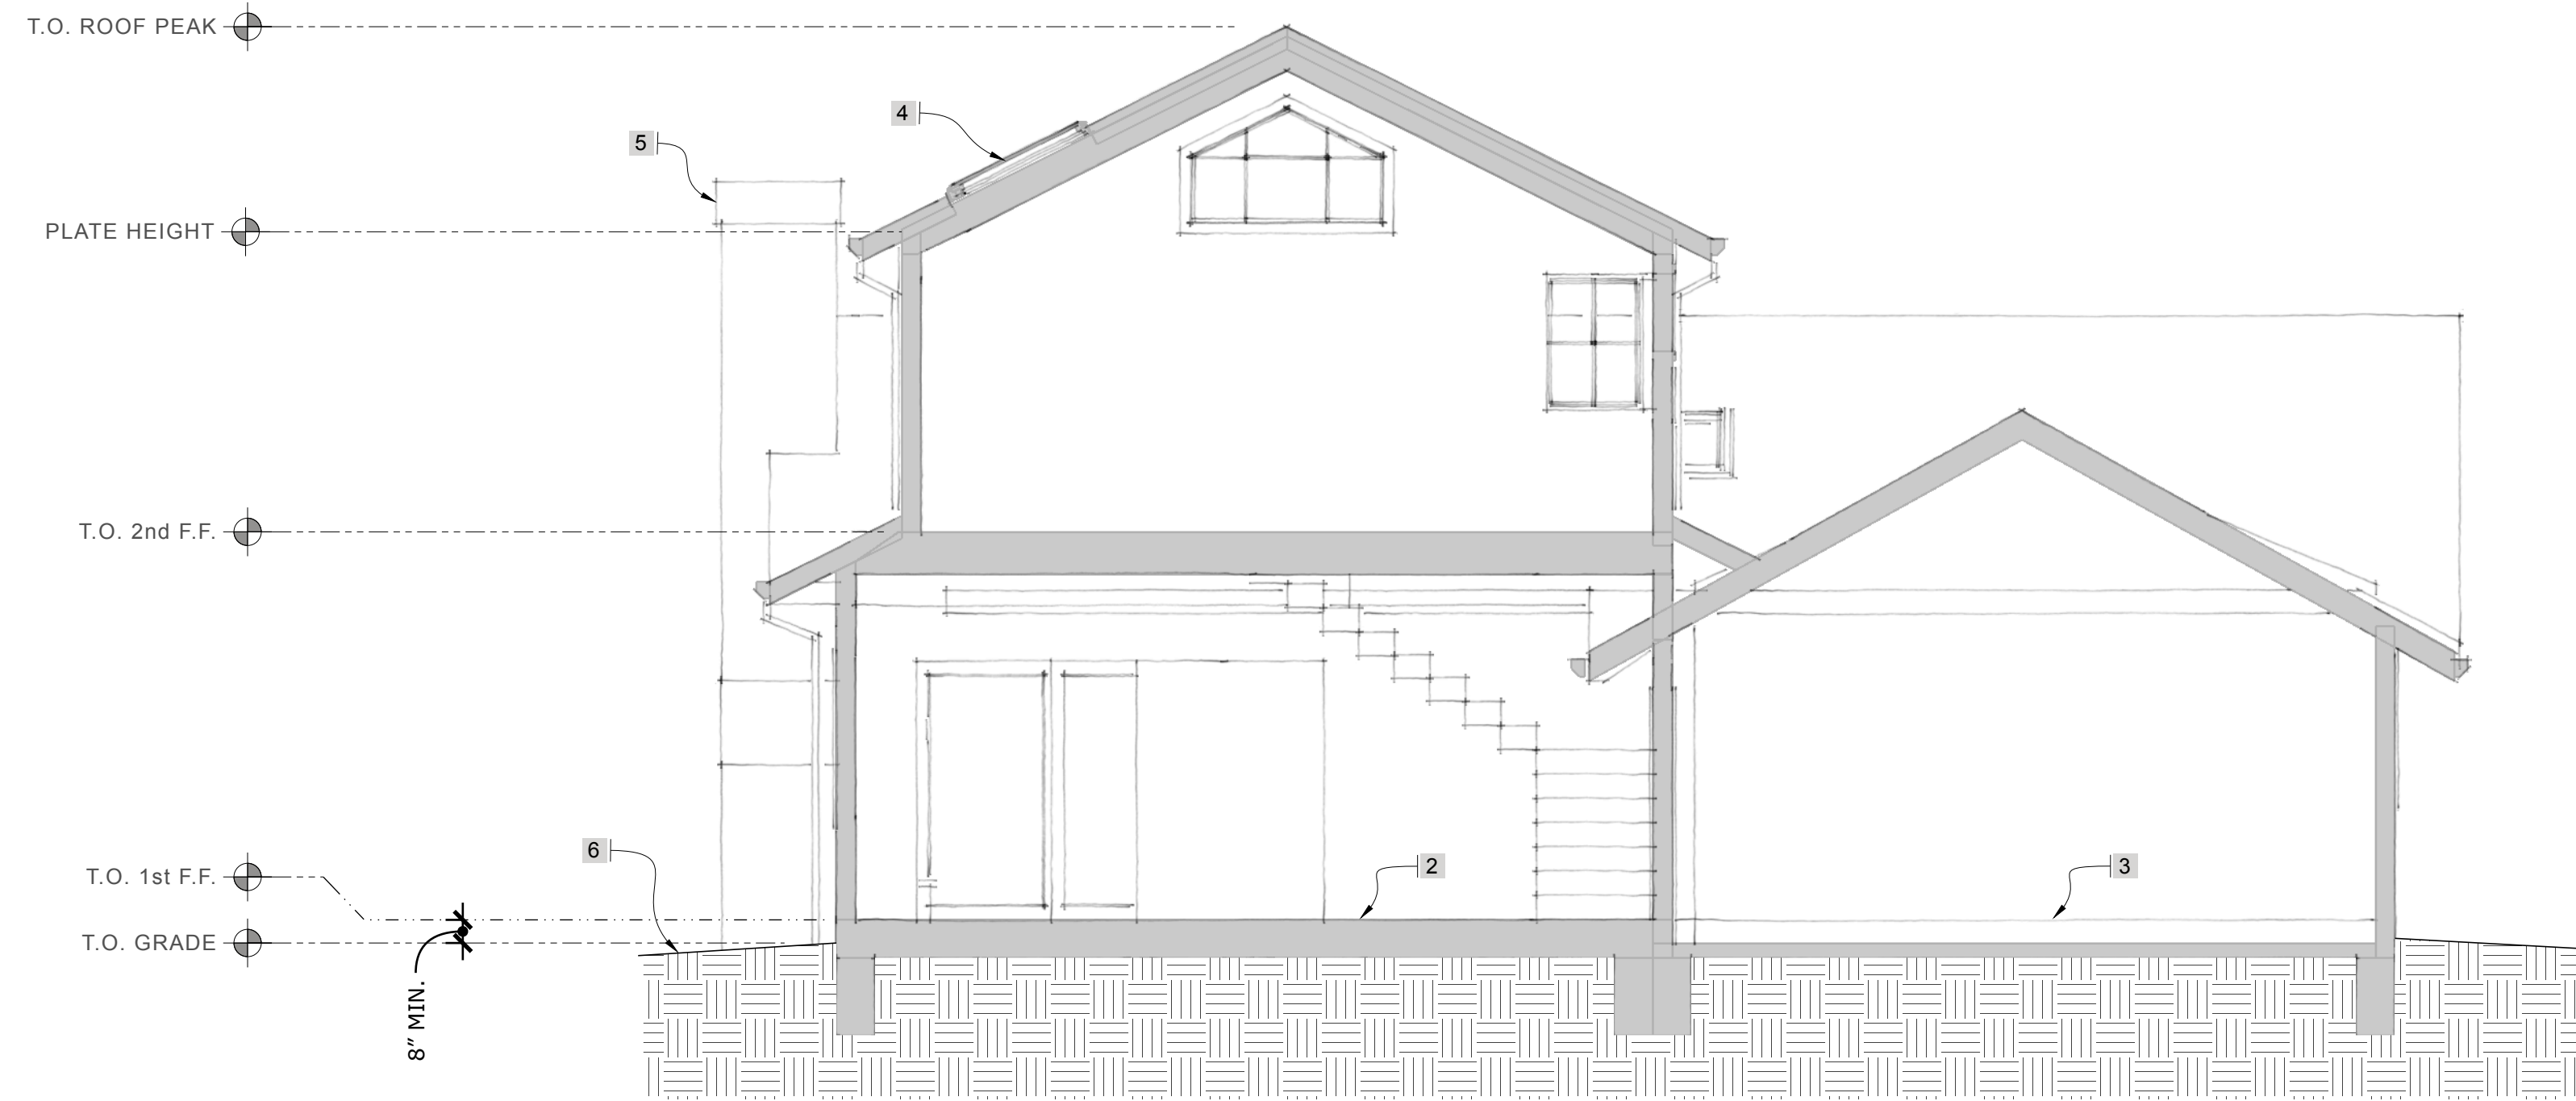 T.O. ROOF PEAK
4
5
PLATE HEIGHT
T.O. 2nd F.F.
6
2
3
T.O. 1st F.F.
T.O. GRADE
8" MIN.